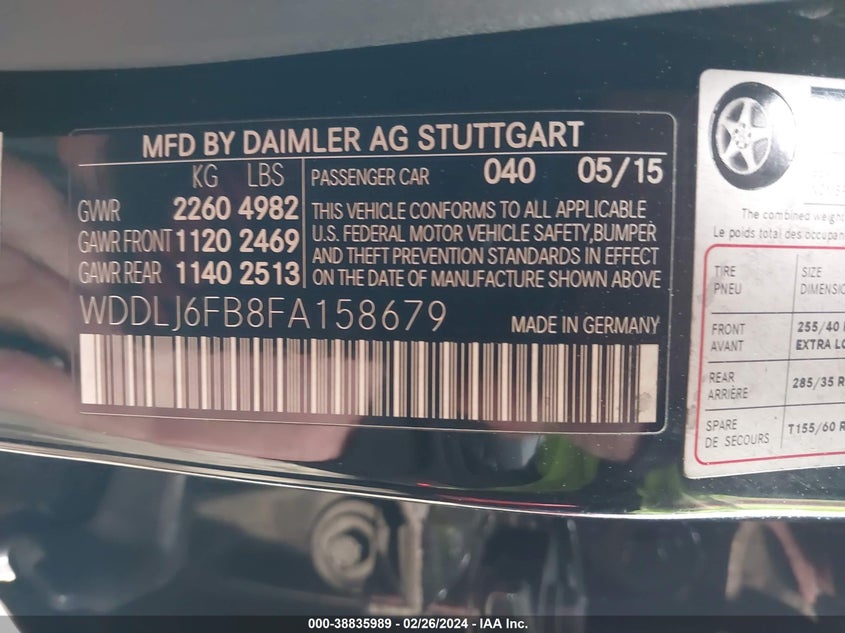 MFD BY DAIMLER AG STUTTGART
KG LBS
GVWR 2260 4982
GAWR FRONT 1120 2469
GAWR REAR 1140 2513
PASSENGER CAR 040 05/15
THIS VEHICLE CONFORMS TO ALL APPLICABLE
U.S. FEDERAL MOTOR VEHICLE SAFETY,BUMPER
AND THEFT PREVENTION STANDARDS IN EFFECT
ON THE DATE OF MANUFACTURE SHOWN ABOVE
WDDLJ6FB8FA158679
MADE IN GERMANY
The combined weight
Le poids total des occupan
TIRE SIZE
PNEU DIMENSIO
FRONT 255/40
AVANT EXTRA LO
REAR 285/35 R
ARRIÈRE
SPARE T155/60 R
DE SECOURS
000-38835989 - 02/26/2024 - IAA Inc.